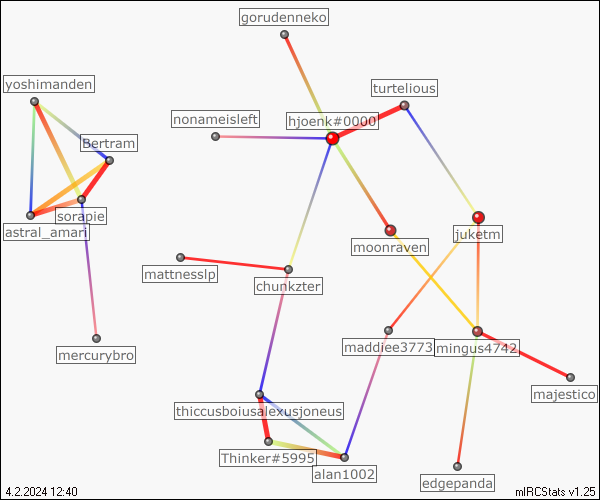 gorudenneko
yoshimanden
turtelious
nonameisleft
hjoenk#0000
Bertram
sorapie
astral_amari
juketm
moonraven
mattnesslp
chunkzter
mercurybro
maddiee3773
mingus4742
majestico
thiccusboiusalexusjoneus
Thinker#5995
alan1002
edgepanda
4.2.2024 12:40
mIRCStats v1.25